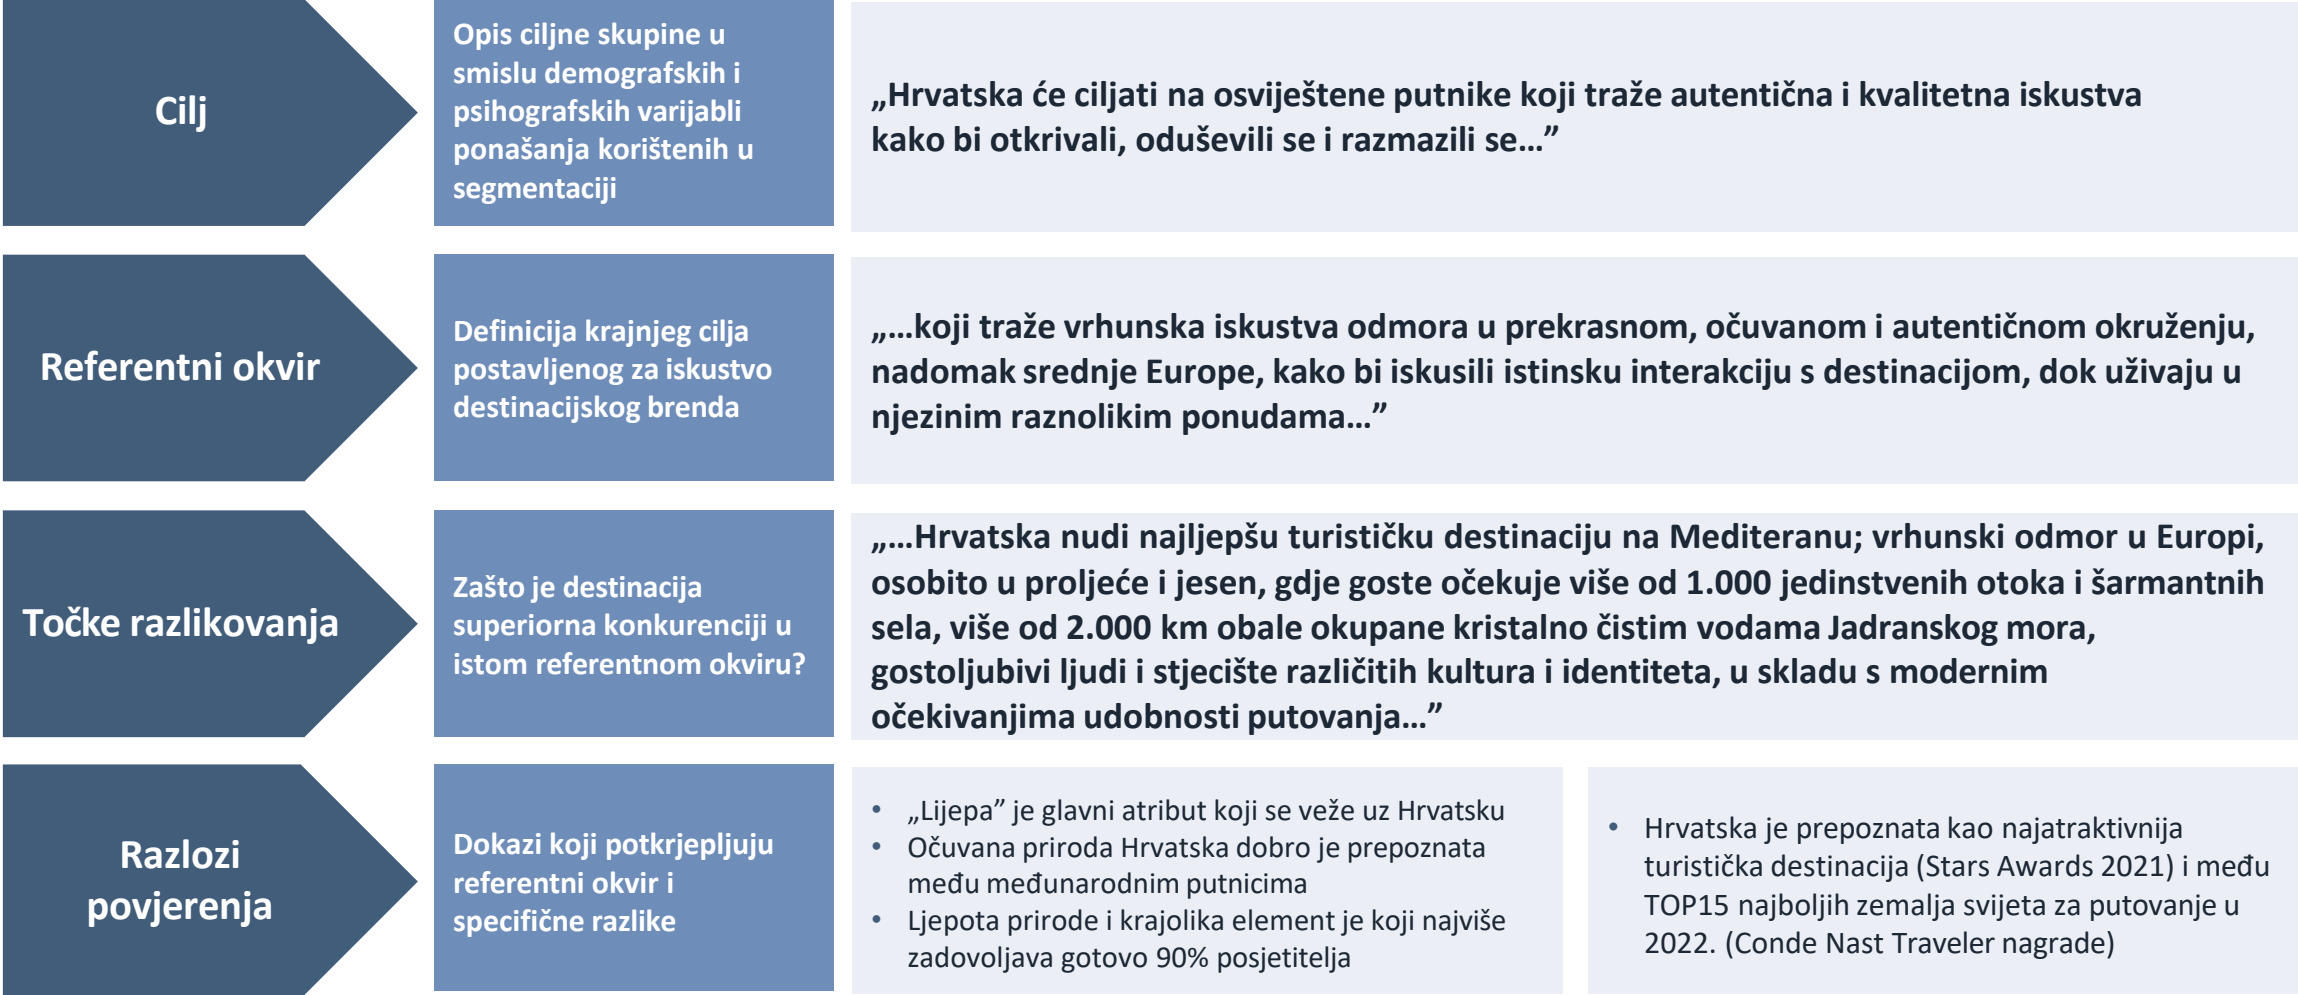 Cilj
Opis ciljne skupine u
smislu demografskih i
psihografskih varijabli
ponašanja korištenih u
segmentaciji
„Hrvatska će ciljati na osviještene putnike koji traže autentična i kvalitetna iskustva
kako bi otkrivali, oduševili se i razmazili se…”
Referentni okvir
Definicija krajnjeg cilja
postavljenog za iskustvo
destinacijskog brenda
„…koji traže vrhunska iskustva odmora u prekrasnom, očuvanom i autentičnom okruženju,
nadomak srednje Europe, kako bi iskusili istinsku interakciju s destinacijom, dok uživaju u
njezinim raznolikim ponudama…”
Točke razlikovanja
Zašto je destinacija
superiorna konkurenciji u
istom referentnom okviru?
„…Hrvatska nudi najljepšu turističku destinaciju na Mediteranu; vrhunski odmor u Europi,
osobito u proljeće i jesen, gdje goste očekuje više od 1.000 jedinstvenih otoka i šarmantnih
sela, više od 2.000 km obale okupane kristalno čistim vodama Jadranskog mora,
gostoljubivi ljudi i stjecište različitih kultura i identiteta, u skladu s modernim
očekivanjima udobnosti putovanja…”
Razlozi
povjerenja
Dokazi koji potkrjepljuju
referentni okvir i
specifične razlike
• „Lijepa” je glavni atribut koji se veže uz Hrvatsku
• Očuvana priroda Hrvatska dobro je prepoznata
među međunarodnim putnicima
• Ljepota prirode i krajolika element je koji najviše
zadovoljava gotovo 90% posjetitelja
• Hrvatska je prepoznata kao najatraktivnija
turistička destinacija (Stars Awards 2021) i među
TOP15 najboljih zemalja svijeta za putovanje u
2022. (Conde Nast Traveler nagrade)